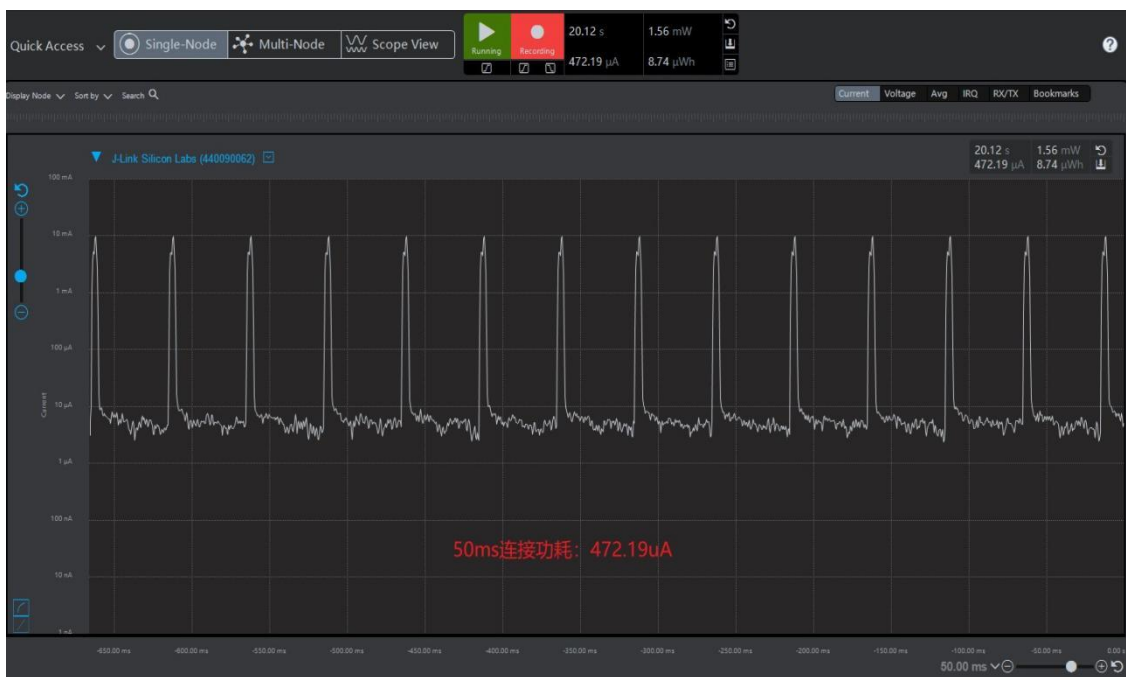 Quick Access
Single-Node
Multi-Node
Scope View
Running
Recording
20.12 s
1.56 mW
472.19 µA
8.74 µWh
Display Node
Sort by
Search
Current
Voltage
Avg
IRQ
RX/TX
Bookmarks
J-Link Silicon Labs (440090062)
20.12 s
1.56 mW
472.19 µA
8.74 µWh
100 mA
10 mA
1 mA
100 µA
10 µA
1 µA
100 nA
10 nA
1 nA
Current
50ms连接功耗：472.19uA
-650.00 ms
-600.00 ms
-550.00 ms
-500.00 ms
-450.00 ms
-400.00 ms
-350.00 ms
-300.00 ms
-250.00 ms
-200.00 ms
-150.00 ms
-100.00 ms
-50.00 ms
0.00 s
50.00 ms